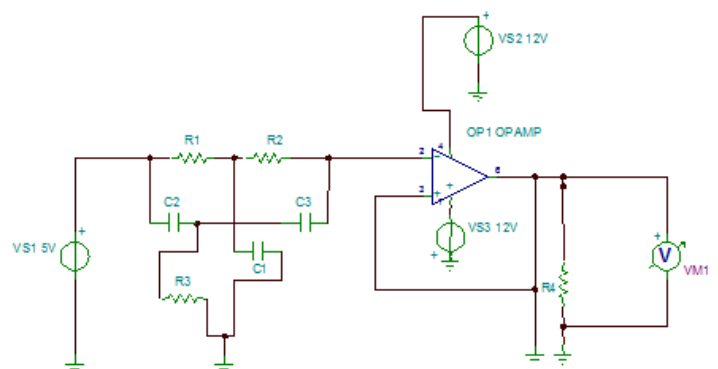 +
VS2 12V
OP1 OPAMP
R1
R2
2
4
6
3
C2
C3
+
VS1 5V
VS3 12V
+
+
V
VM1
C1
R3
R4